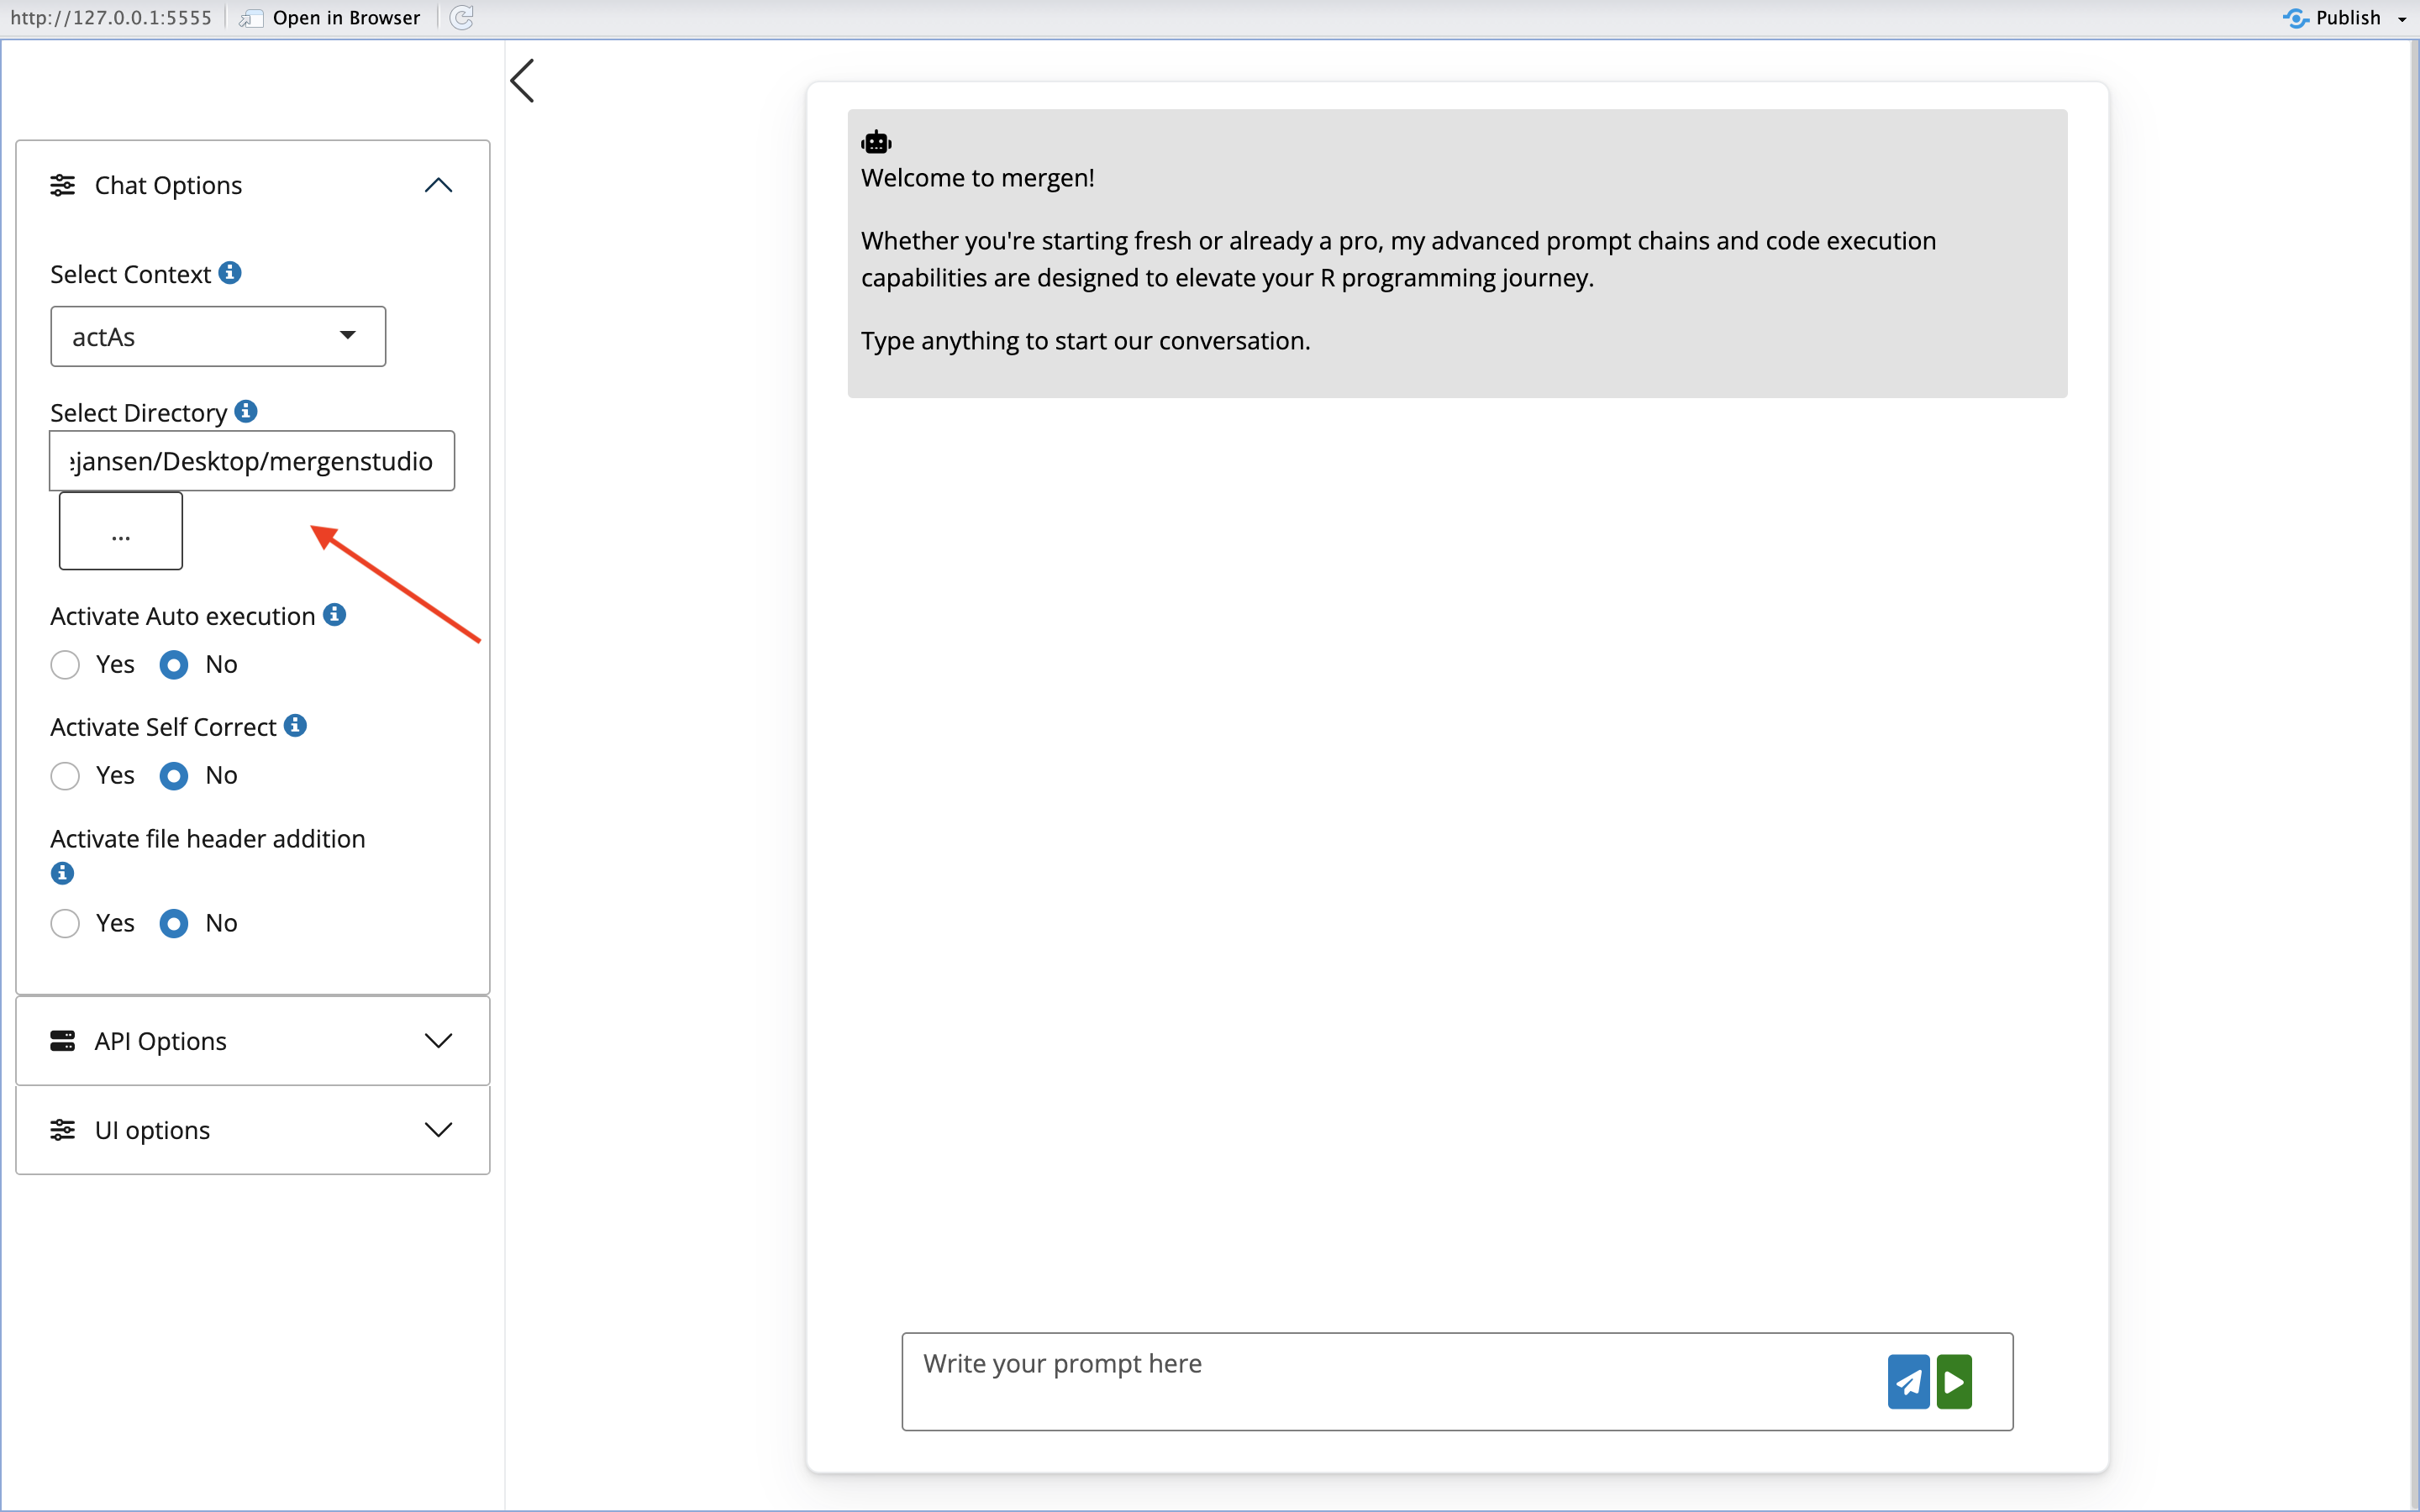 http://127.0.0.1:5555 Open in Browser Publish
Chat Options
Select Context
actAs
Select Directory
ejansen/Desktop/mergenstudio
...
Activate Auto execution
Yes No
Activate Self Correct
Yes No
Activate file header addition
Yes No
API Options
UI options
Welcome to mergen!
Whether you're starting fresh or already a pro, my advanced prompt chains and code execution
capabilities are designed to elevate your R programming journey.
Type anything to start our conversation.
Write your prompt here